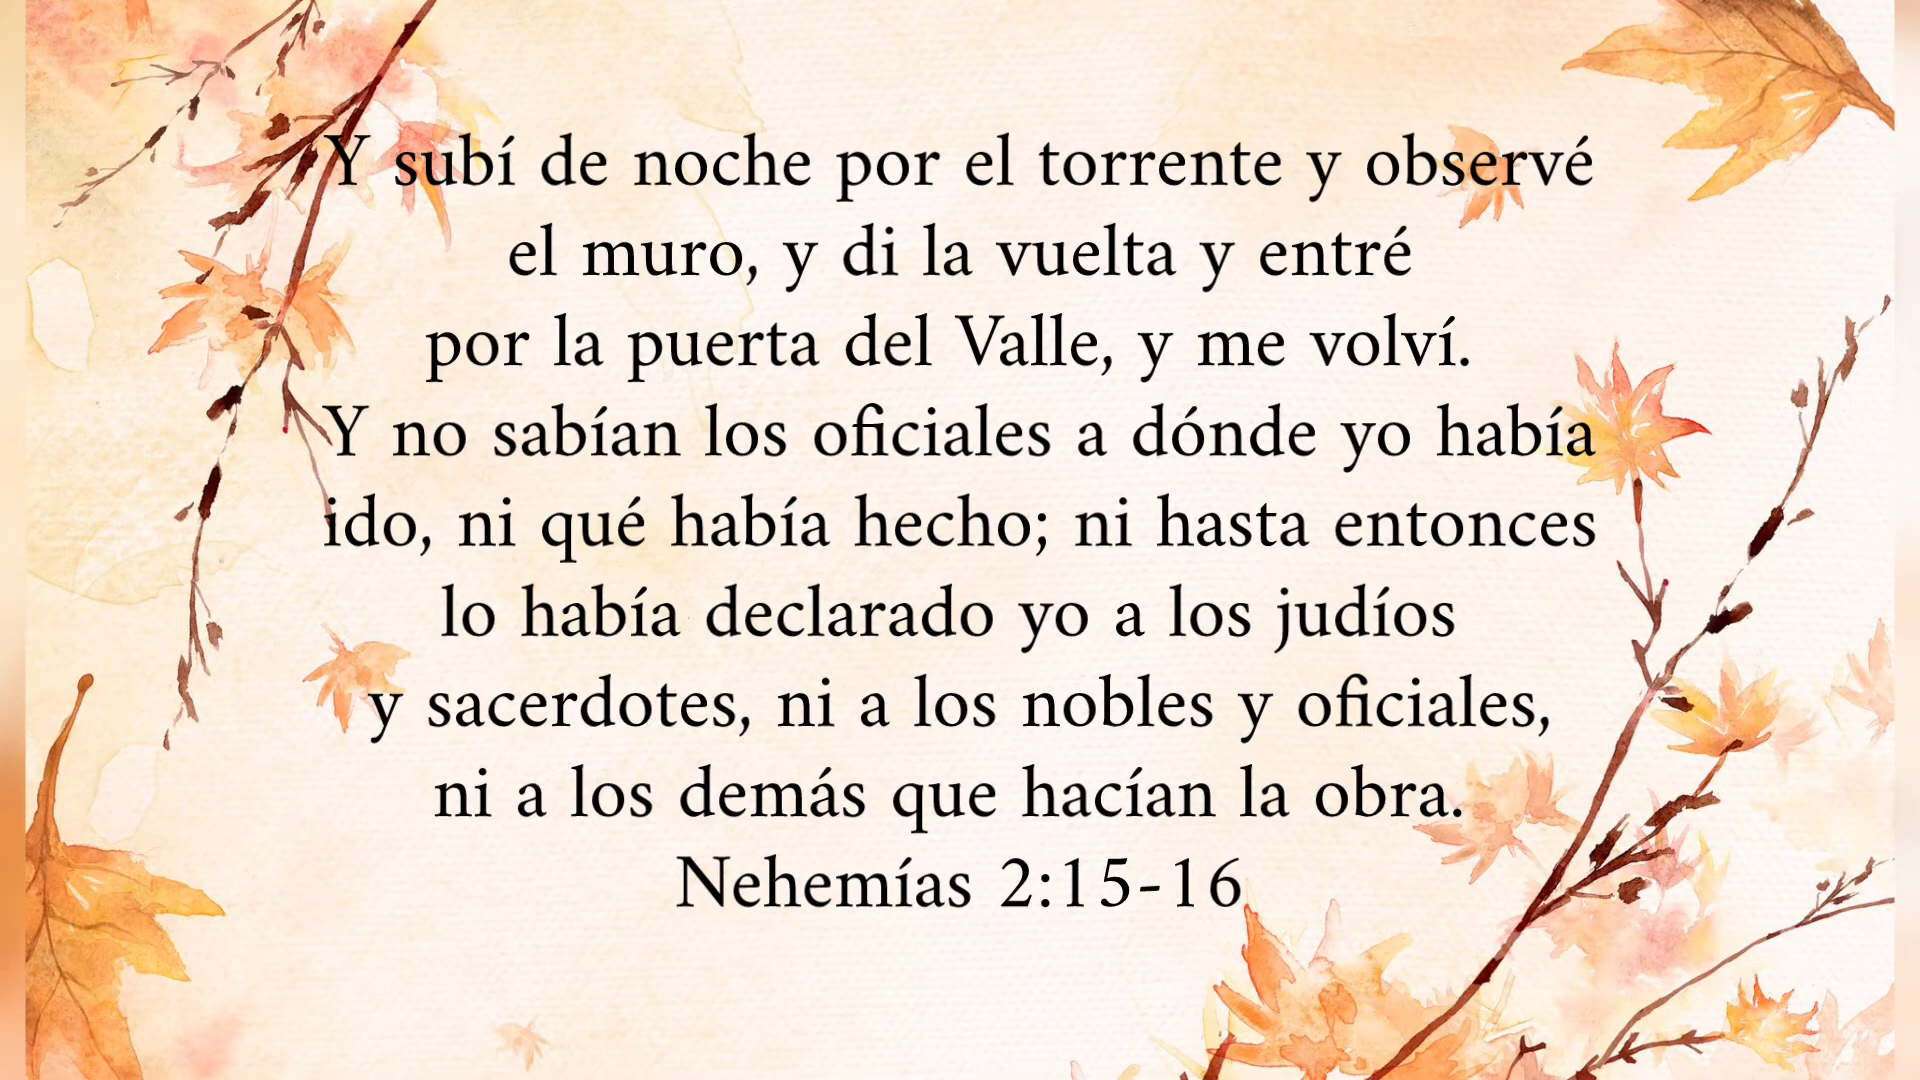 Y subí de noche por el torrente y observé
el muro, y di la vuelta y entré
por la puerta del Valle, y me volví.
Y no sabían los oficiales a dónde yo había
ido, ni qué había hecho; ni hasta entonces
lo había declarado yo a los judíos
y sacerdotes, ni a los nobles y oficiales,
ni a los demás que hacían la obra.
Nehemías 2:15-16